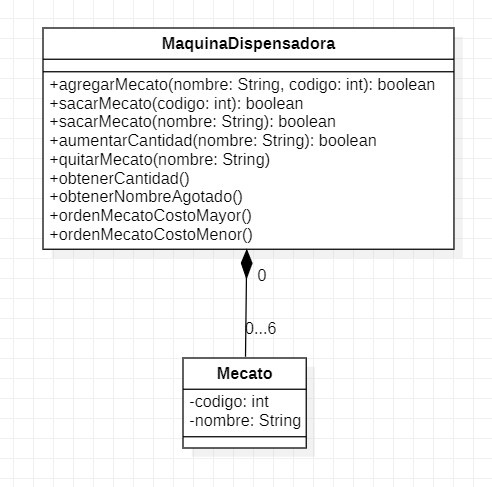 MaquinaDispensadora
+agregarMecato(nombre: String, codigo: int): boolean
+sacarMecato(codigo: int): boolean
+sacarMecato(nombre: String): boolean
+aumentarCantidad(nombre: String): boolean
+quitarMecato(nombre: String)
+obtenerCantidad()
+obtenerNombreAgotado()
+ordenMecatoCostoMayor()
+ordenMecatoCostoMenor()
0
0...6
Mecato
-codigo: int
-nombre: String